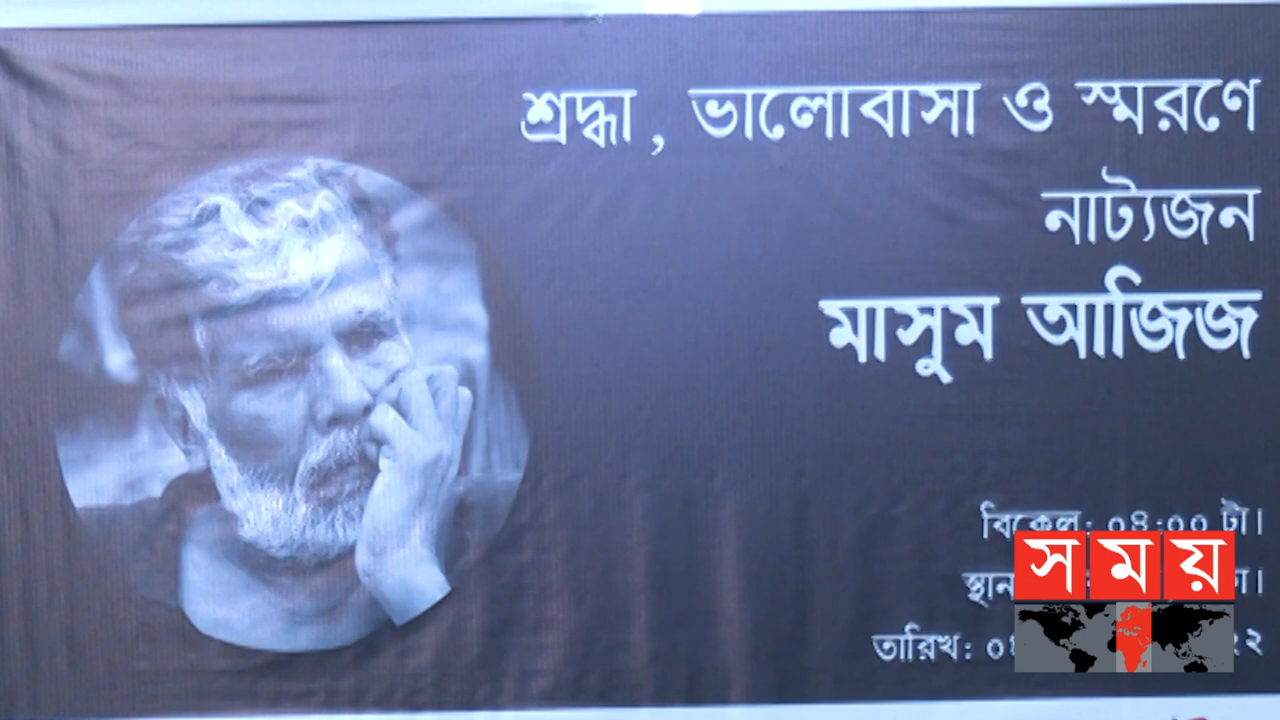 শ্রদ্ধা, ভালোবাসা ও স্মরণে
নাট্যজন
মাসুম আজিজ
বিকেল: ০৪:০০ টা।
স্থান
সময়
তারিখ: